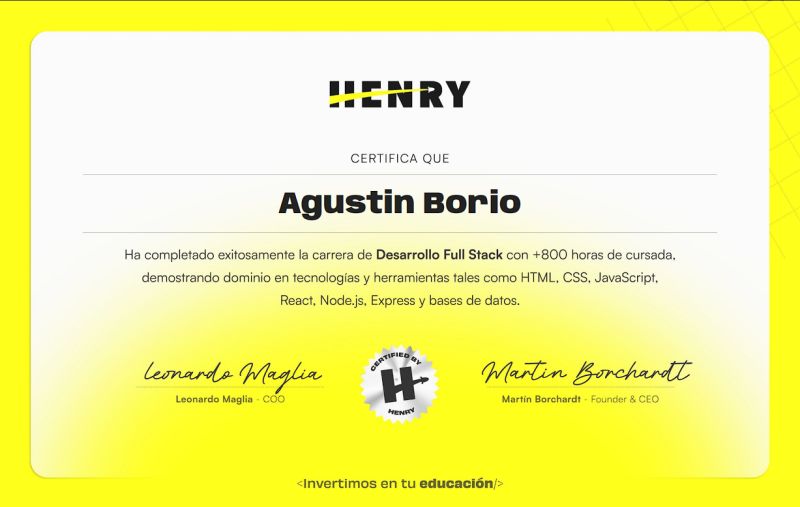 HENRY
CERTIFICA QUE
Agustin Borio
Ha completado exitosamente la carrera de Desarrollo Full Stack con +800 horas de cursada,
demostrando dominio en tecnologías y herramientas tales como HTML, CSS, JavaScript,
React, Node.js, Express y bases de datos.
Leonardo Maglia
Leonardo Maglia - COO
CERTIFIED BY
H
HENRY
Martin Borchardt
Martín Borchardt - Founder & CEO
<Invertimos en tu educación/>